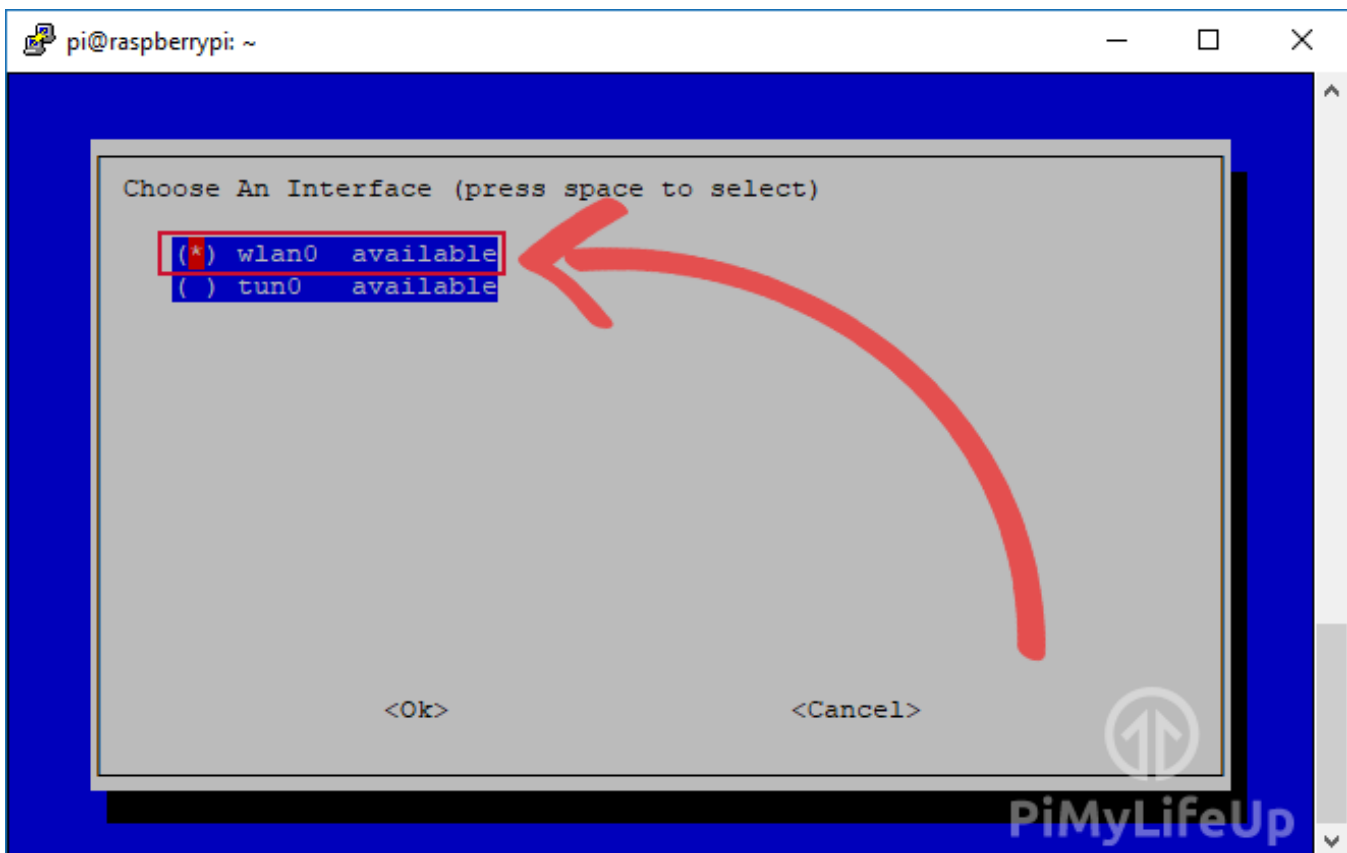 pi@raspberrypi: ~
Choose An Interface (press space to select)
(*) wlan0 available
( ) tun0 available
<Ok> <Cancel>
PiMyLifeUp